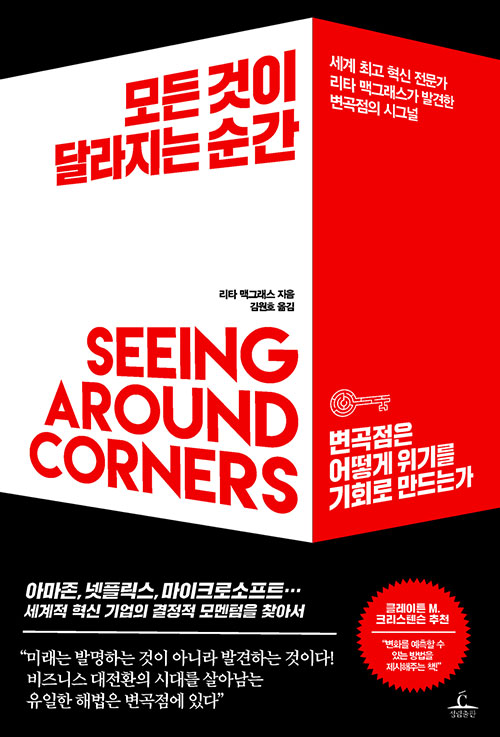 모든 것이
달라지는 순간
세계 최고 혁신 전문가
리타 맥그래스가 발견한
변곡점의 시그널
리타 맥그래스 지음
김원호 옮김
SEEING
AROUND
CORNERS
변곡점은
어떻게 위기를
기회로 만드는가
아마존, 넷플릭스, 마이크로소프트…
세계적 혁신 기업의 결정적 모멘텀을 찾아서
“미래는 발명하는 것이 아니라 발견하는 것이다!
비즈니스 대전환의 시대를 살아남는
유일한 해법은 변곡점에 있다”
클레이튼 M.
크리스텐슨 추천
“변화를 예측할 수
있는 방법을
제시해주는 책!”
청림출판